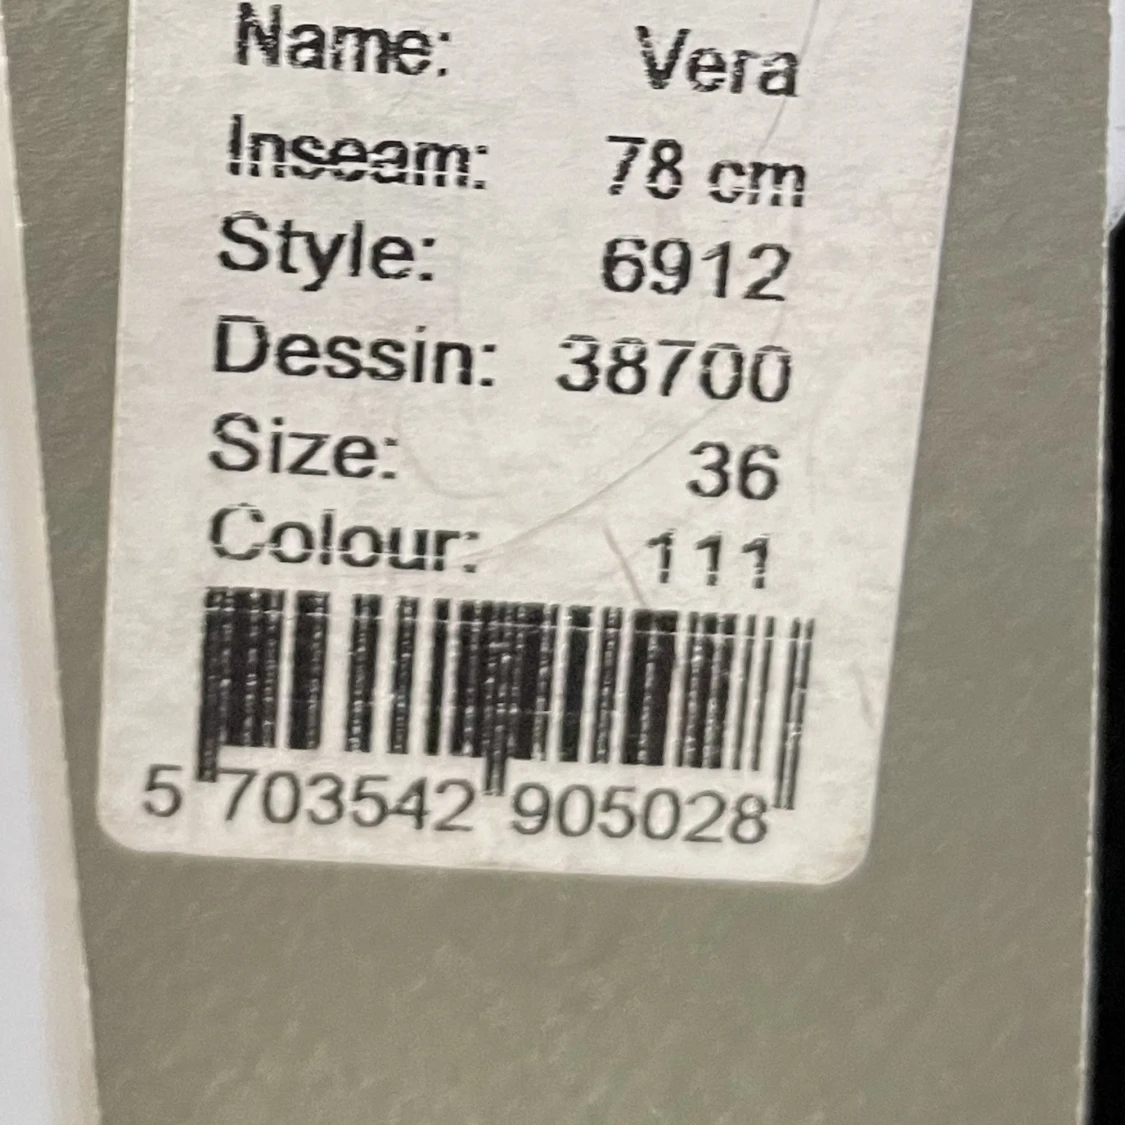 Name: Vera
Inseam: 78 cm
Style: 6912
Dessin: 38700
Size: 36
Colour: 111
5 703542 905028